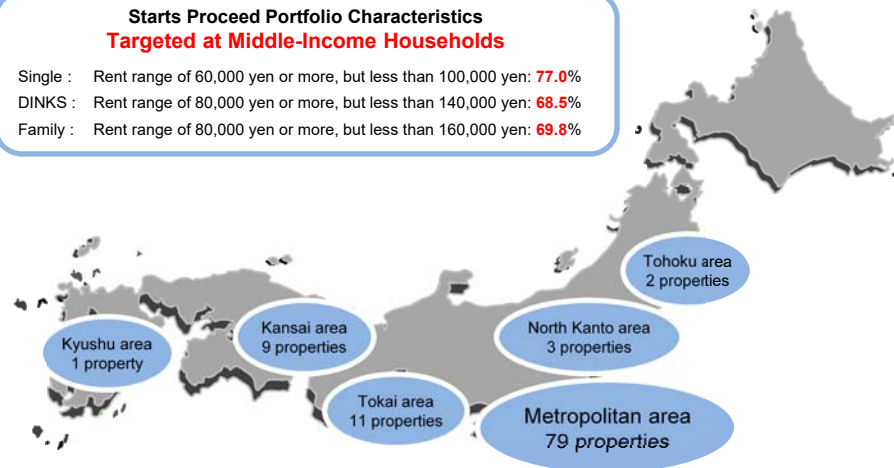 Starts Proceed Portfolio Characteristics
Targeted at Middle-Income Households
Single : Rent range of 60,000 yen or more, but less than 100,000 yen: 77.0%
DINKS : Rent range of 80,000 yen or more, but less than 140,000 yen: 68.5%
Family : Rent range of 80,000 yen or more, but less than 160,000 yen: 69.8%
Tohoku area
2 properties
Kansai area
9 properties
North Kanto area
3 properties
Kyushu area
1 property
Tokai area
11 properties
Metropolitan area
79 properties